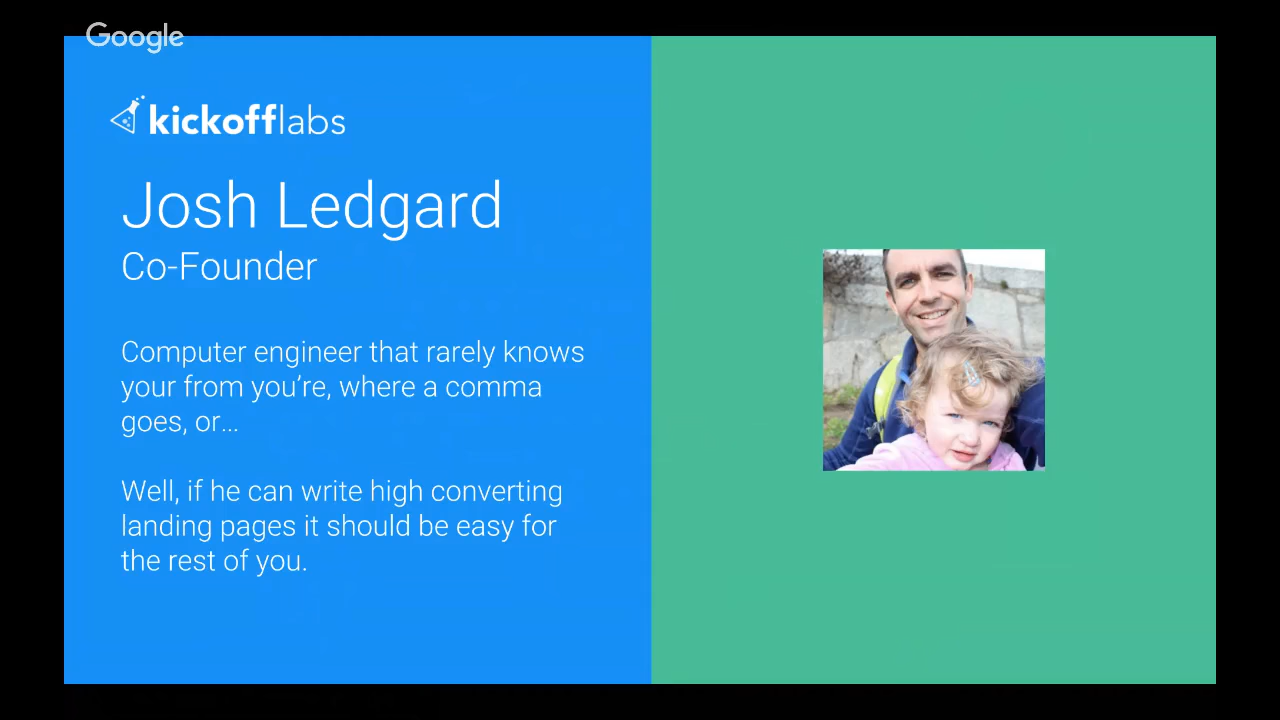 Google
kickofflabs
Josh Ledgard
Co-Founder
Computer engineer that rarely knows
your from you’re, where a comma
goes, or…
Well, if he can write high converting
landing pages it should be easy for
the rest of you.